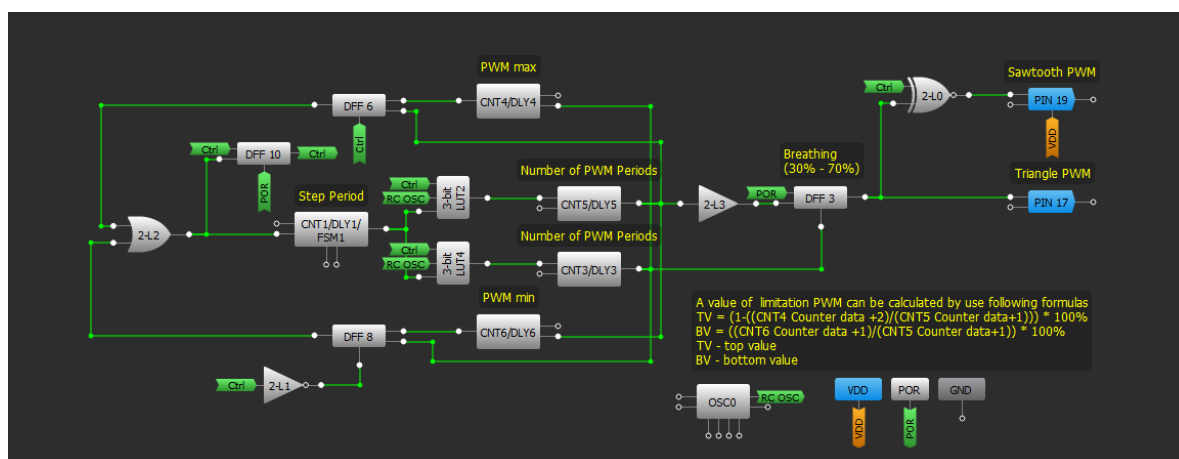 PWM max
Sawtooth PWM
CNT4/DLY4
Ctrl
2-L0
PIN 19
DFF 6
VDD
Ctrl
Ctrl
DFF 10
Ctrl
POR
Number of PWM Periods
Breathing
(30% - 70%)
Triangle PWM
Step Period
Ctrl
RC OSC
3-bit
LUT2
CNT5/DLY5
2-L3
POR
DFF 3
PIN 17
2-L2
CNT1/DLY1/
FSM1
Number of PWM Periods
Ctrl
RC OSC
3-bit
LUT4
CNT3/DLY3
PWM min
A value of limitation PWM can be calculated by use following formulas
TV = (1-((CNT4 Counter data +2)/(CNT5 Counter data+1))) * 100%
BV = ((CNT6 Counter data +1)/(CNT5 Counter data+1)) * 100%
TV - top value
BV - bottom value
DFF 8
CNT6/DLY6
Ctrl
2-L1
OSC0
RC OSC
VDD
POR
GND
VDD
POR